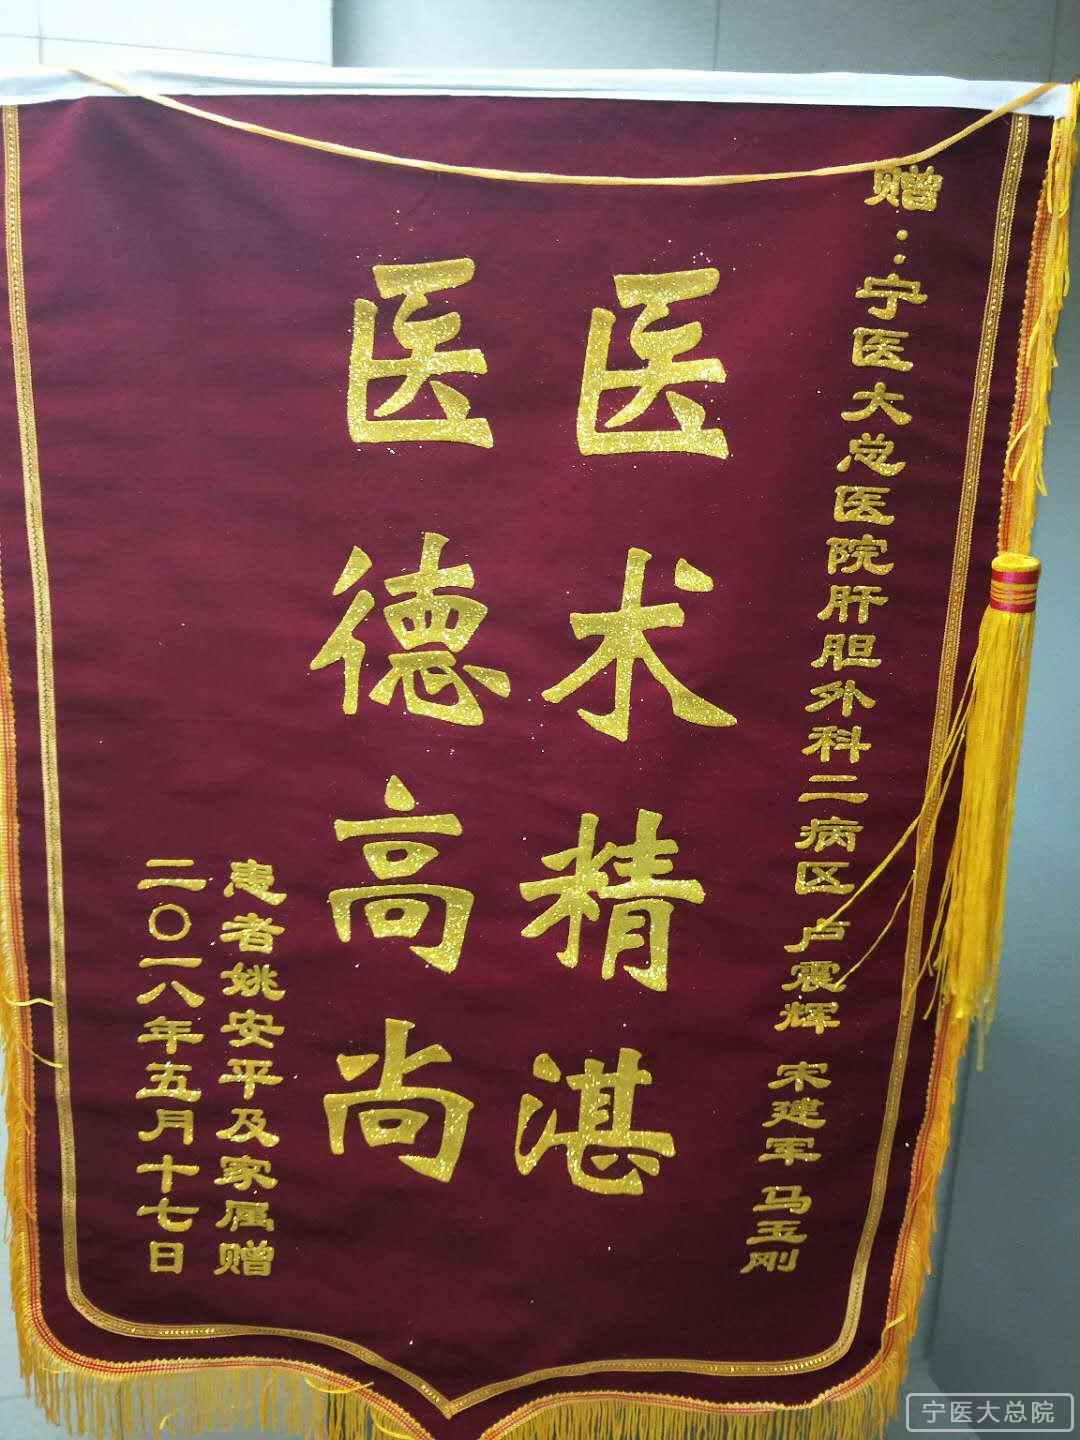 赠：宁医大总医院肝胆外科二病区 卢震辉 宋建军 马玉刚
医术精湛
医德高尚
患者姚安平及家属赠
二〇一八年五月十七日
宁医大总院